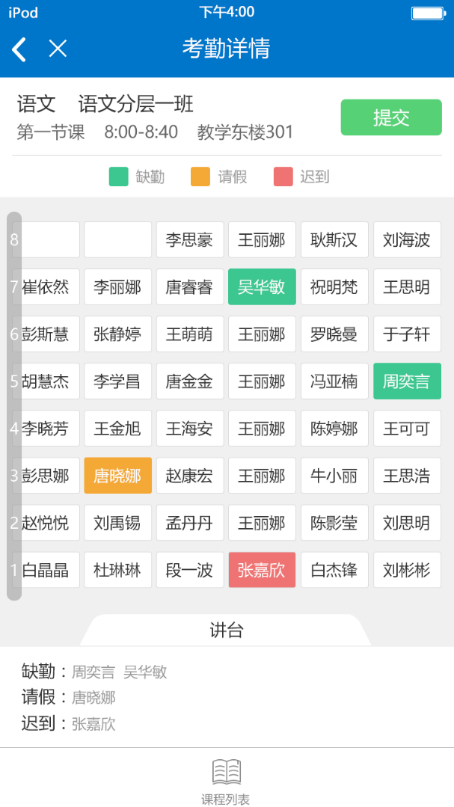 iPod 下午4:00
考勤详情
语文 语文分层一班
第一节课 8:00-8:40 教学东楼301
提交
缺勤 请假 迟到
8 李思豪 王丽娜 耿斯汉 刘海波
7 崔依然 李丽娜 唐睿睿 吴华敏 祝明梵 王思明
6 彭斯慧 张静婷 王萌萌 王丽娜 罗晓曼 于子轩
5 胡慧杰 李学昌 唐金金 王丽娜 冯亚楠 周奕言
4 李晓芳 王金旭 王海安 王丽娜 陈婷娜 王可可
3 彭思娜 唐晓娜 赵康宏 王丽娜 牛小丽 王思浩
2 赵悦悦 刘禹锡 孟丹丹 王丽娜 陈影莹 刘思明
1 白晶晶 杜琳琳 段一波 张嘉欣 白杰锋 刘彬彬
讲台
缺勤：周奕言 吴华敏
请假：唐晓娜
迟到：张嘉欣
课程列表